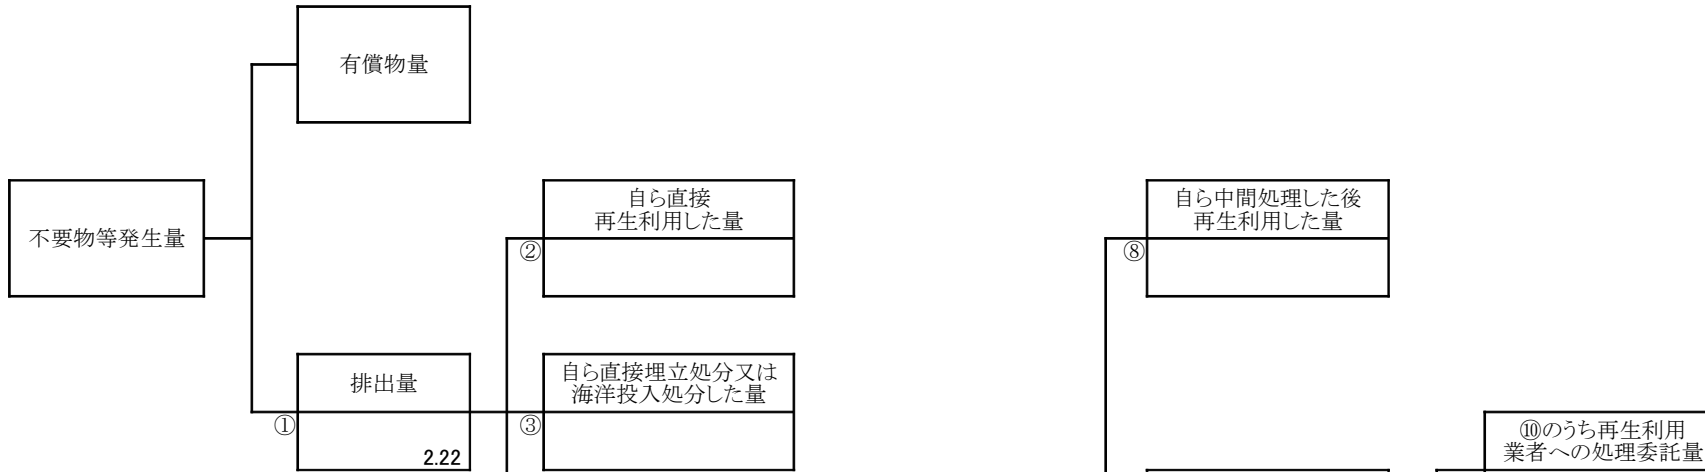 有償物量
不要物等発生量
自ら直接
再生利用した量
②
自ら中間処理した後
再生利用した量
⑧
排出量
①
2.22
自ら直接埋立処分又は
海洋投入処分した量
③
⑩のうち再生利用
業者への処理委託量